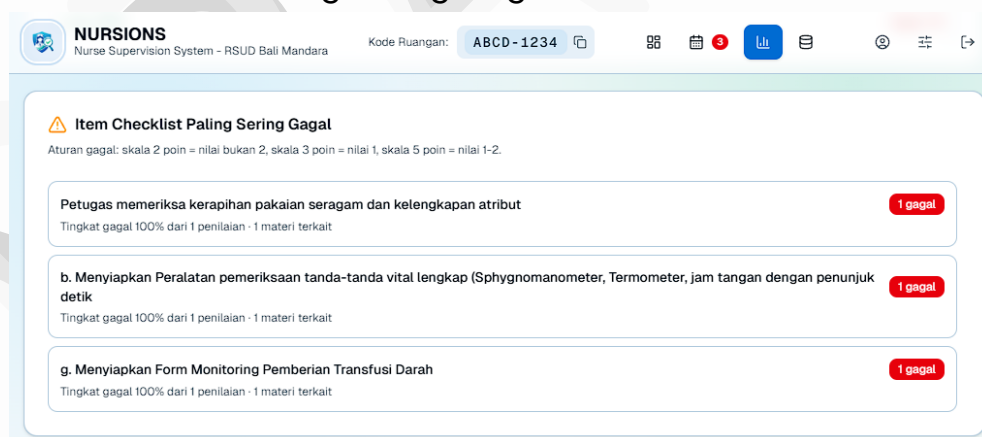 NURSIONS
Nurse Supervision System - RSUD Bali Mandara
Kode Ruangan:
ABCD-1234
3
Item Checklist Paling Sering Gagal
Aturan gagal: skala 2 poin = nilai bukan 2, skala 3 poin = nilai 1, skala 5 poin = nilai 1-2.
Petugas memeriksa kerapihan pakaian seragam dan kelengkapan atribut
1 gagal
Tingkat gagal 100% dari 1 penilaian · 1 materi terkait
b. Menyiapkan Peralatan pemeriksaan tanda-tanda vital lengkap (Sphygnomanometer, Termometer, jam tangan dengan penunjuk
detik
1 gagal
Tingkat gagal 100% dari 1 penilaian · 1 materi terkait
g. Menyiapkan Form Monitoring Pemberian Transfusi Darah
1 gagal
Tingkat gagal 100% dari 1 penilaian · 1 materi terkait